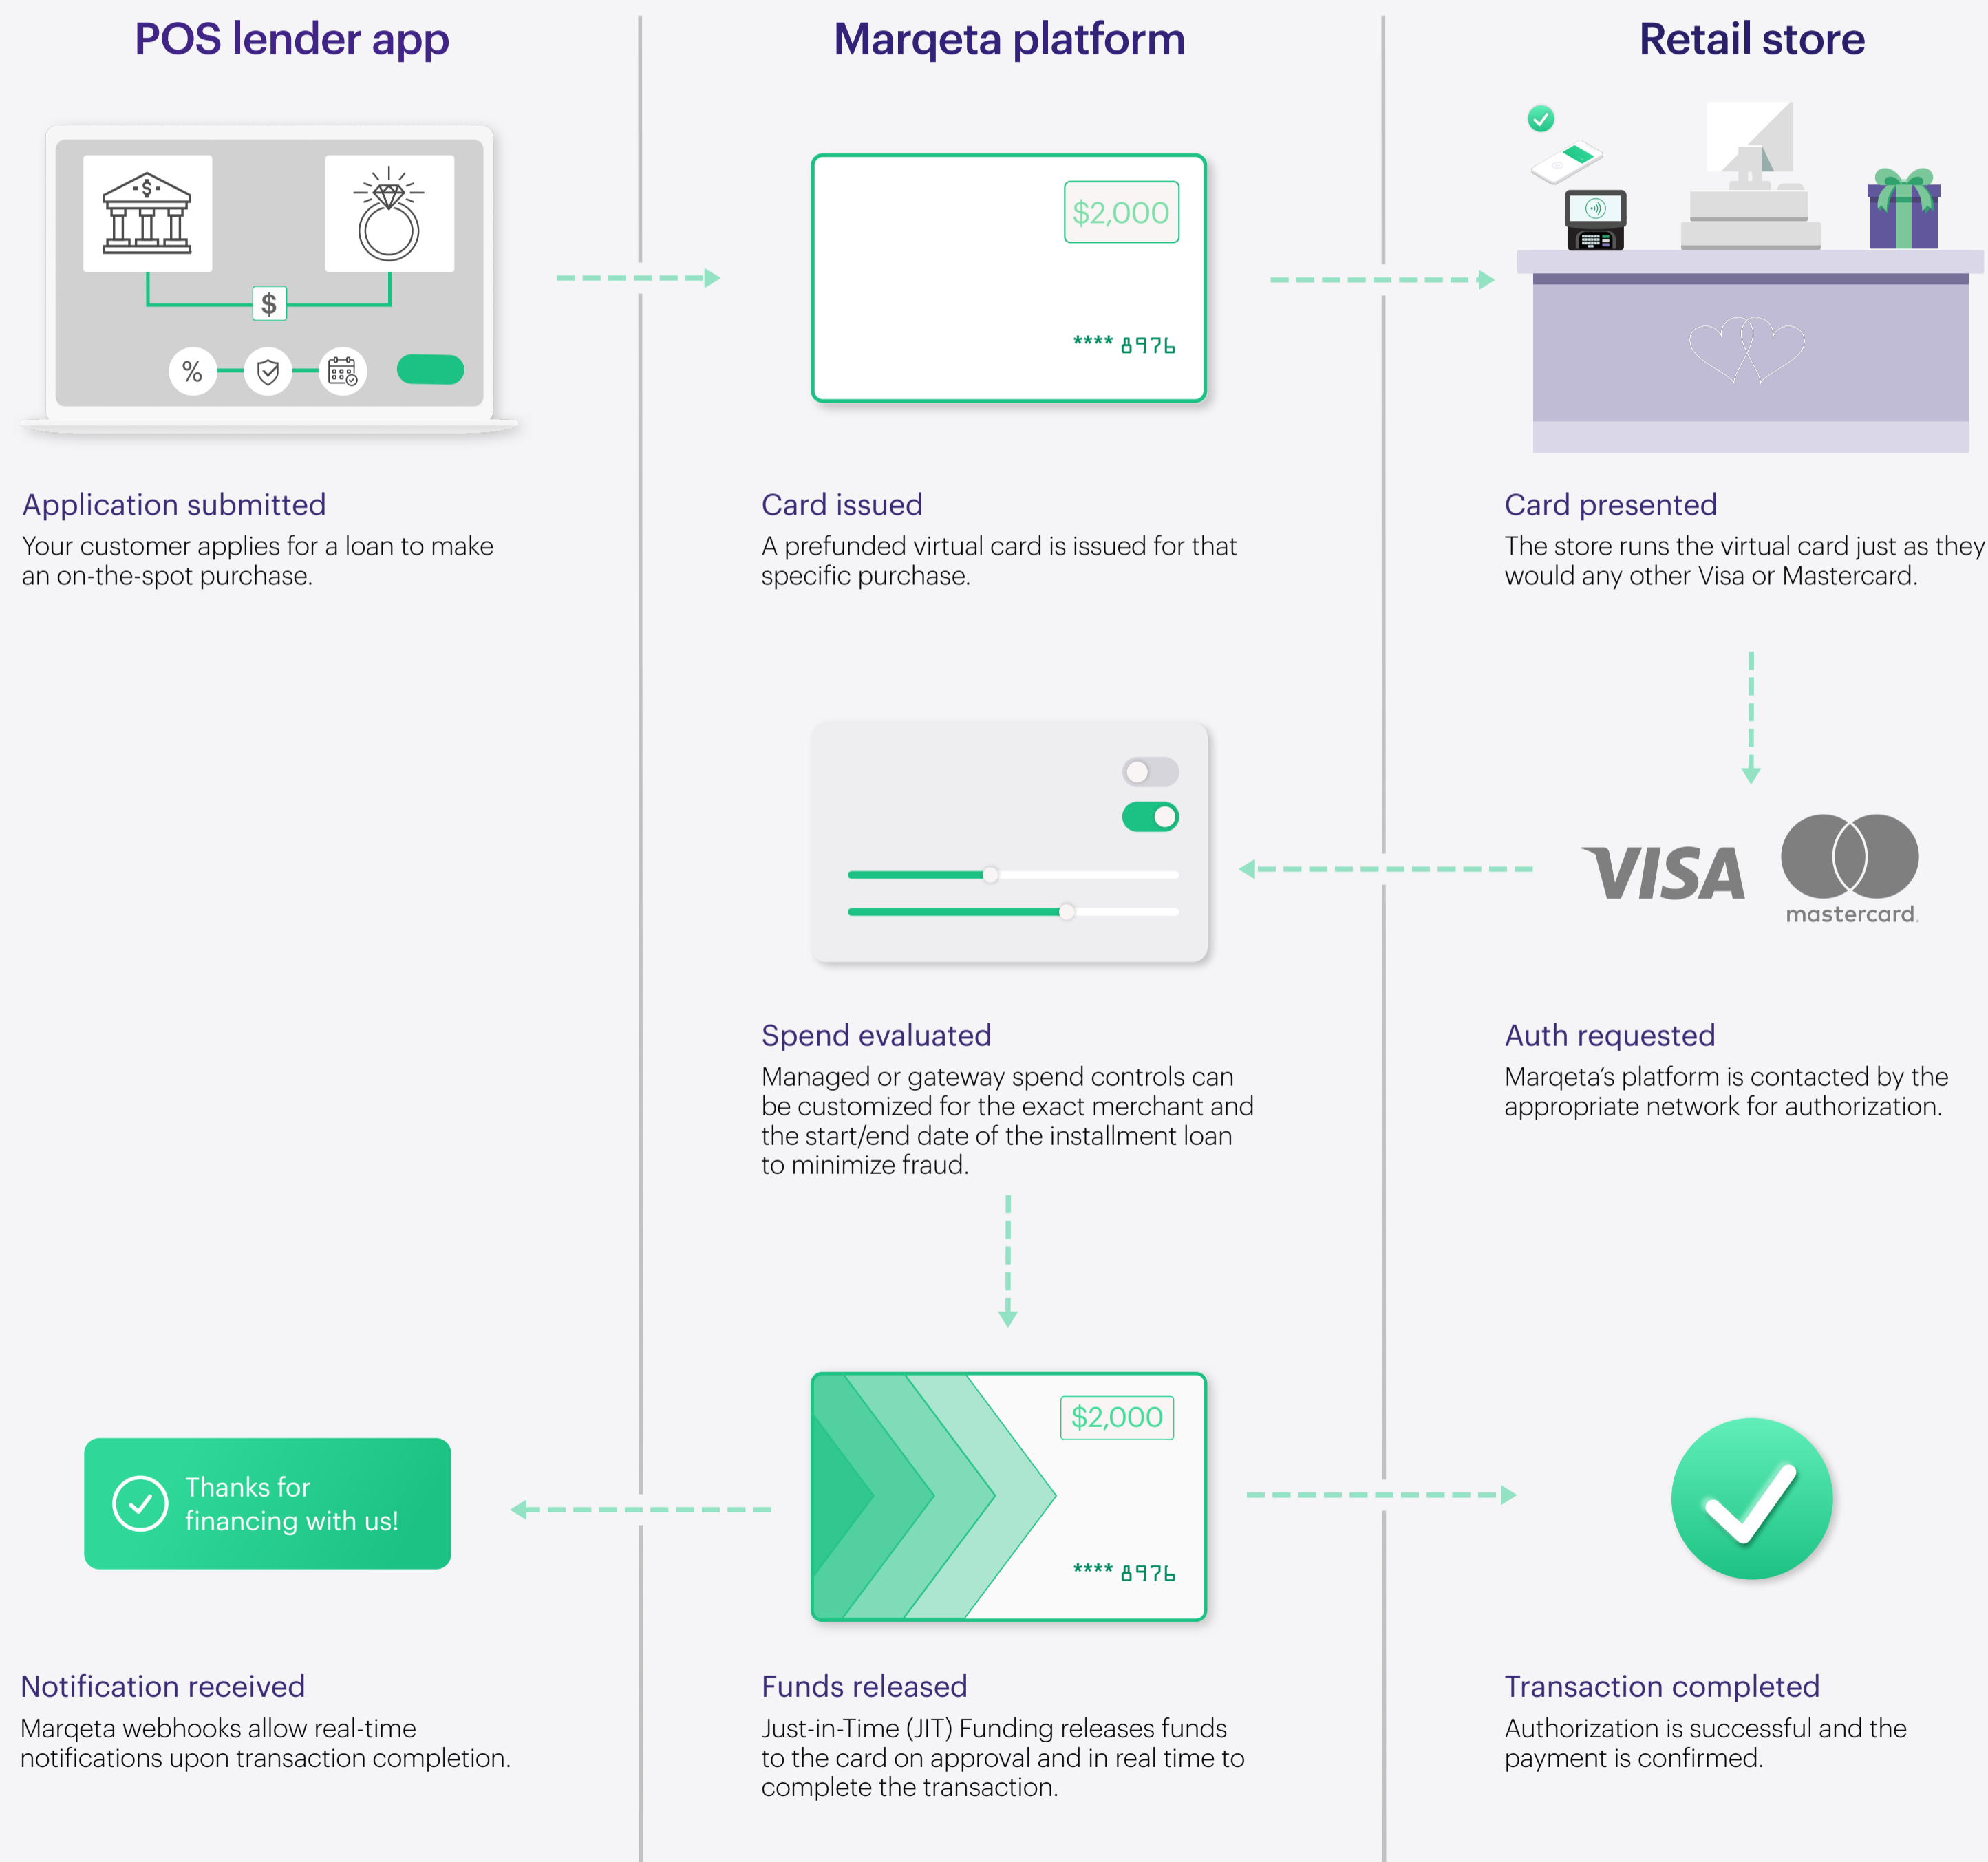 POS lender app
Marqeta platform
Retail store
$
$
%
$2,000
**** 8976
Application submitted
Your customer applies for a loan to make
an on-the-spot purchase.
Card issued
A prefunded virtual card is issued for that
specific purchase.
Card presented
The store runs the virtual card just as they
would any other Visa or Mastercard.
VISA
mastercard.
Spend evaluated
Managed or gateway spend controls can
be customized for the exact merchant and
the start/end date of the installment loan
to minimize fraud.
Auth requested
Marqeta’s platform is contacted by the
appropriate network for authorization.
Thanks for
financing with us!
$2,000
**** 8976
Notification received
Marqeta webhooks allow real-time
notifications upon transaction completion.
Funds released
Just-in-Time (JIT) Funding releases funds
to the card on approval and in real time to
complete the transaction.
Transaction completed
Authorization is successful and the
payment is confirmed.